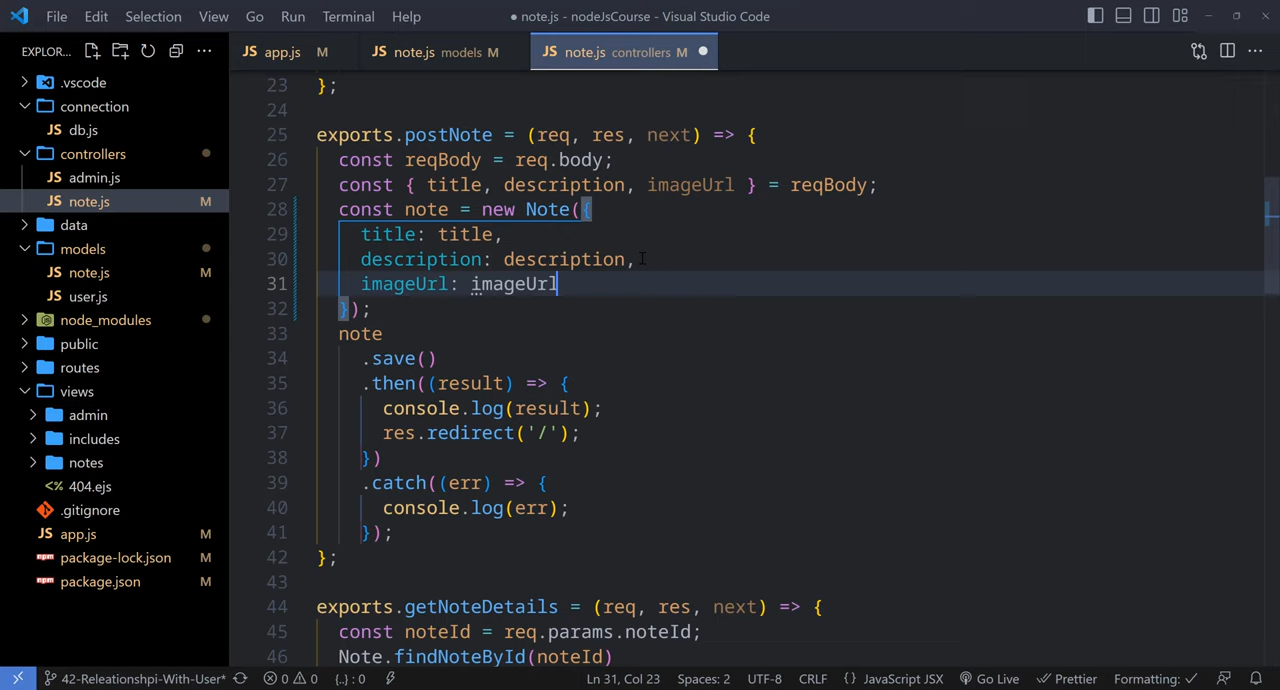 File Edit Selection View Go Run Terminal Help ● note.js - nodeJsCourse - Visual Studio Code
EXPLOR... JS app.js M JS note.js models M JS note.js controllers M
.vscode
connection
JS db.js
controllers
JS admin.js
JS note.js M
data
models
JS note.js M
JS user.js
node_modules
public
routes
views
admin
includes
notes
<% 404.ejs
.gitignore
JS app.js M
npm package-lock.json M
npm package.json M
23 };
24
25 exports.postNote = (req, res, next) => {
26 const reqBody = req.body;
27 const { title, description, imageUrl } = reqBody;
28 const note = new Note({
29 title: title,
30 description: description,
31 imageUrl: imageUrl
32 });
33 note
34 .save()
35 .then((result) => {
36 console.log(result);
37 res.redirect('/');
38 })
39 .catch((err) => {
40 console.log(err);
41 });
42 };
43
44 exports.getNoteDetails = (req, res, next) => {
45 const noteId = req.params.noteId;
46 Note.findNoteById(noteId)
42-Releationshpi-With-User* 0 0 {..} : 0 Ln 31, Col 23 Spaces: 2 UTF-8 CRLF {} JavaScript JSX Go Live Prettier Formatting: ✓